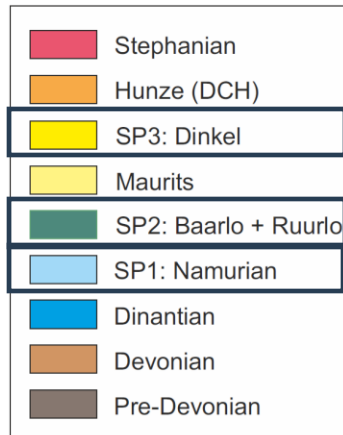 Stephanian
Hunze (DCH)
SP3: Dinkel
Maurits
SP2: Baarlo + Ruurlo
SP1: Namurian
Dinantian
Devonian
Pre-Devonian